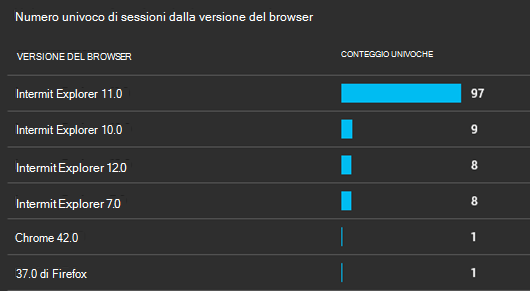 Numero univoco di sessioni dalla versione del browser
VERSIONE DEL BROWSER CONTEGGIO UNIVOCHE
Intermit Explorer 11.0 97
Intermit Explorer 10.0 9
Intermit Explorer 12.0 8
Intermit Explorer 7.0 8
Chrome 42.0 1
37.0 di Firefox 1